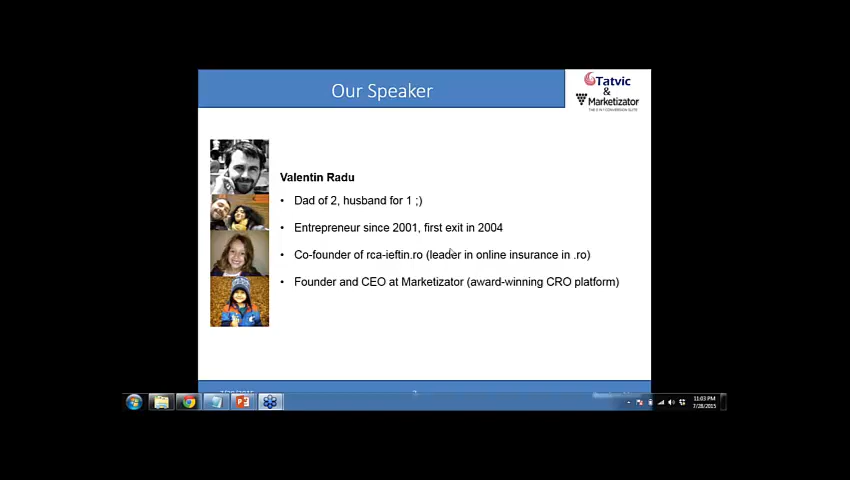 Our Speaker
Tatvic
&
Marketizator
Valentin Radu
• Dad of 2, husband for 1 ;)
• Entrepreneur since 2001, first exit in 2004
• Co-founder of rca-ieftin.ro (leader in online insurance in .ro)
• Founder and CEO at Marketizator (award-winning CRO platform)
11:03 PM
7/28/2015